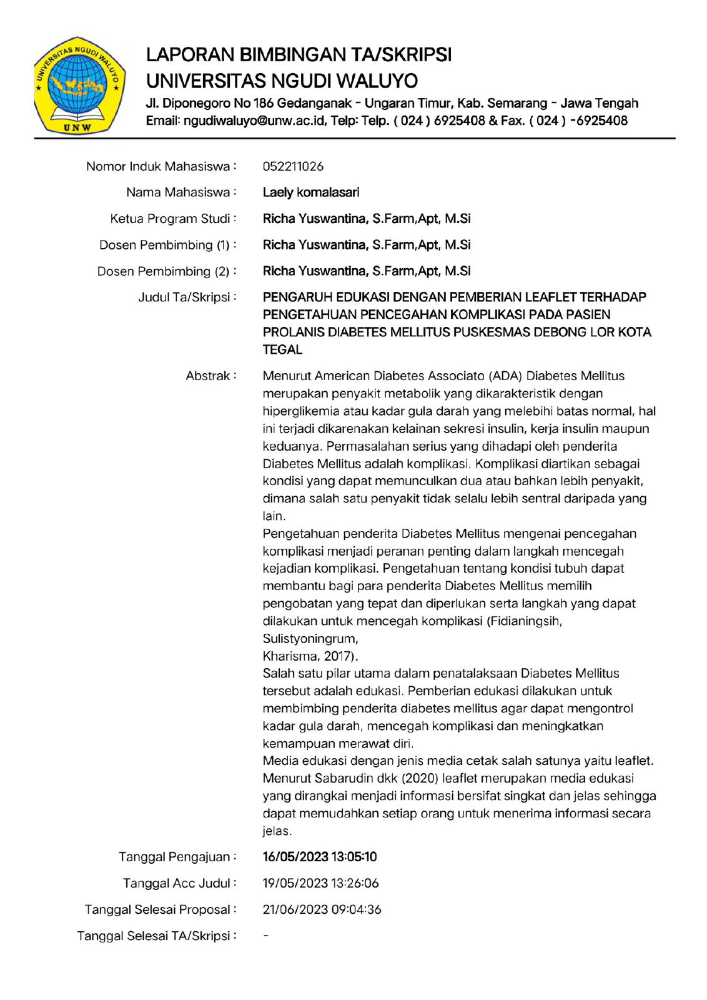 UNIVERSITAS NGUDI WALUYO
UNW
LAPORAN BIMBINGAN TA/SKRIPSI
UNIVERSITAS NGUDI WALUYO
Jl. Diponegoro No 186 Gedanganak - Ungaran Timur, Kab. Semarang - Jawa Tengah
Email: ngudiwaluyo@unw.ac.id, Telp: Telp. ( 024 ) 6925408 & Fax. ( 024 ) -6925408
Nomor Induk Mahasiswa : 052211026
Nama Mahasiswa : Laely komalasari
Ketua Program Studi : Richa Yuswantina, S.Farm,Apt, M.Si
Dosen Pembimbing (1) : Richa Yuswantina, S.Farm,Apt, M.Si
Dosen Pembimbing (2) : Richa Yuswantina, S.Farm,Apt, M.Si
Judul Ta/Skripsi : PENGARUH EDUKASI DENGAN PEMBERIAN LEAFLET TERHADAP
PENGETAHUAN PENCEGAHAN KOMPLIKASI PADA PASIEN
PROLANIS DIABETES MELLITUS PUSKESMAS DEBONG LOR KOTA
TEGAL
Abstrak : Menurut American Diabetes Associato (ADA) Diabetes Mellitus
merupakan penyakit metabolik yang dikarakteristik dengan
hiperglikemia atau kadar gula darah yang melebihi batas normal, hal
ini terjadi dikarenakan kelainan sekresi insulin, kerja insulin maupun
keduanya. Permasalahan serius yang dihadapi oleh penderita
Diabetes Mellitus adalah komplikasi. Komplikasi diartikan sebagai
kondisi yang dapat memunculkan dua atau bahkan lebih penyakit,
dimana salah satu penyakit tidak selalu lebih sentral daripada yang
lain.
Pengetahuan penderita Diabetes Mellitus mengenai pencegahan
komplikasi menjadi peranan penting dalam langkah mencegah
kejadian komplikasi. Pengetahuan tentang kondisi tubuh dapat
membantu bagi para penderita Diabetes Mellitus memilih
pengobatan yang tepat dan diperlukan serta langkah yang dapat
dilakukan untuk mencegah komplikasi (Fidianingsih,
Sulistyoningrum,
Kharisma, 2017).
Salah satu pilar utama dalam penatalaksaan Diabetes Mellitus
tersebut adalah edukasi. Pemberian edukasi dilakukan untuk
membimbing penderita diabetes mellitus agar dapat mengontrol
kadar gula darah, mencegah komplikasi dan meningkatkan
kemampuan merawat diri.
Media edukasi dengan jenis media cetak salah satunya yaitu leaflet.
Menurut Sabarudin dkk (2020) leaflet merupakan media edukasi
yang dirangkai menjadi informasi bersifat singkat dan jelas sehingga
dapat memudahkan setiap orang untuk menerima informasi secara
jelas.
Tanggal Pengajuan : 16/05/2023 13:05:10
Tanggal Acc Judul : 19/05/2023 13:26:06
Tanggal Selesai Proposal : 21/06/2023 09:04:36
Tanggal Selesai TA/Skripsi : -